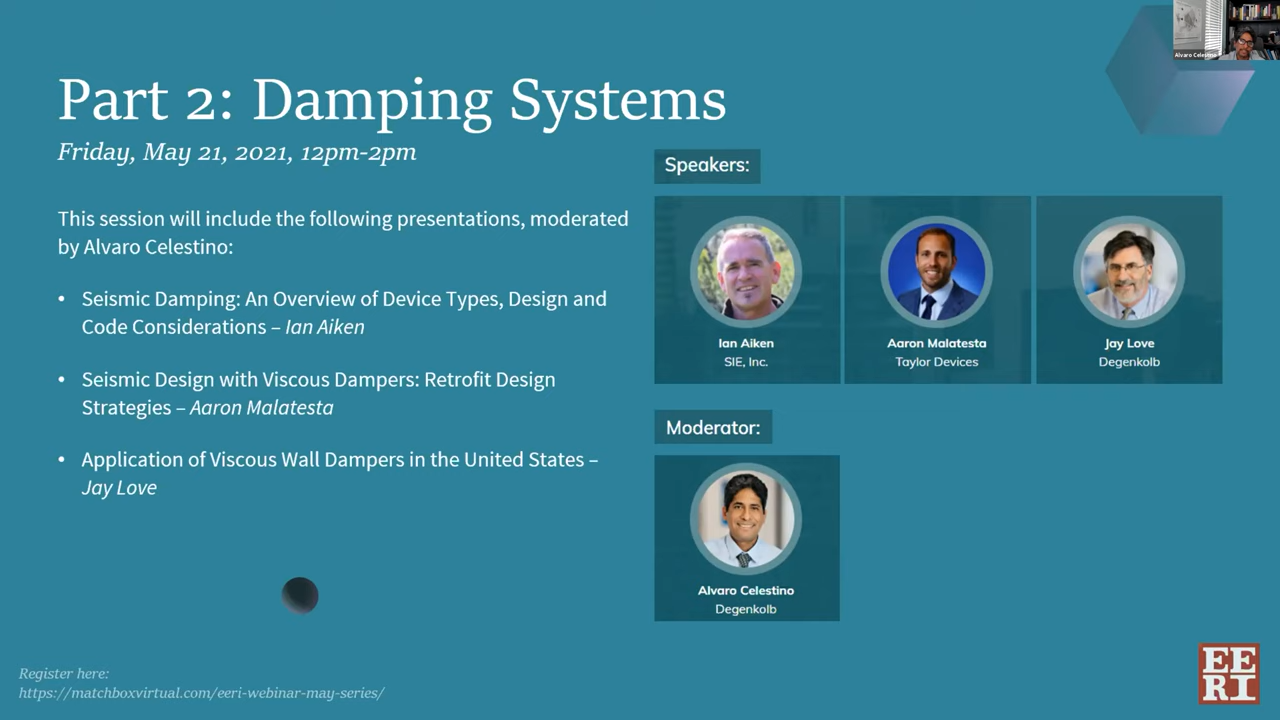 Alvaro Celestino
Part 2: Damping Systems
Friday, May 21, 2021, 12pm-2pm
This session will include the following presentations, moderated
by Alvaro Celestino:
• Seismic Damping: An Overview of Device Types, Design and
Code Considerations – Ian Aiken
• Seismic Design with Viscous Dampers: Retrofit Design
Strategies – Aaron Malatesta
• Application of Viscous Wall Dampers in the United States –
Jay Love
Speakers:
Ian Aiken
SIE, Inc.
Aaron Malatesta
Taylor Devices
Jay Love
Degenkolb
Moderator:
Alvaro Celestino
Degenkolb
Register here:
https://matchboxvirtual.com/eeri-webinar-may-series/
EE
RI